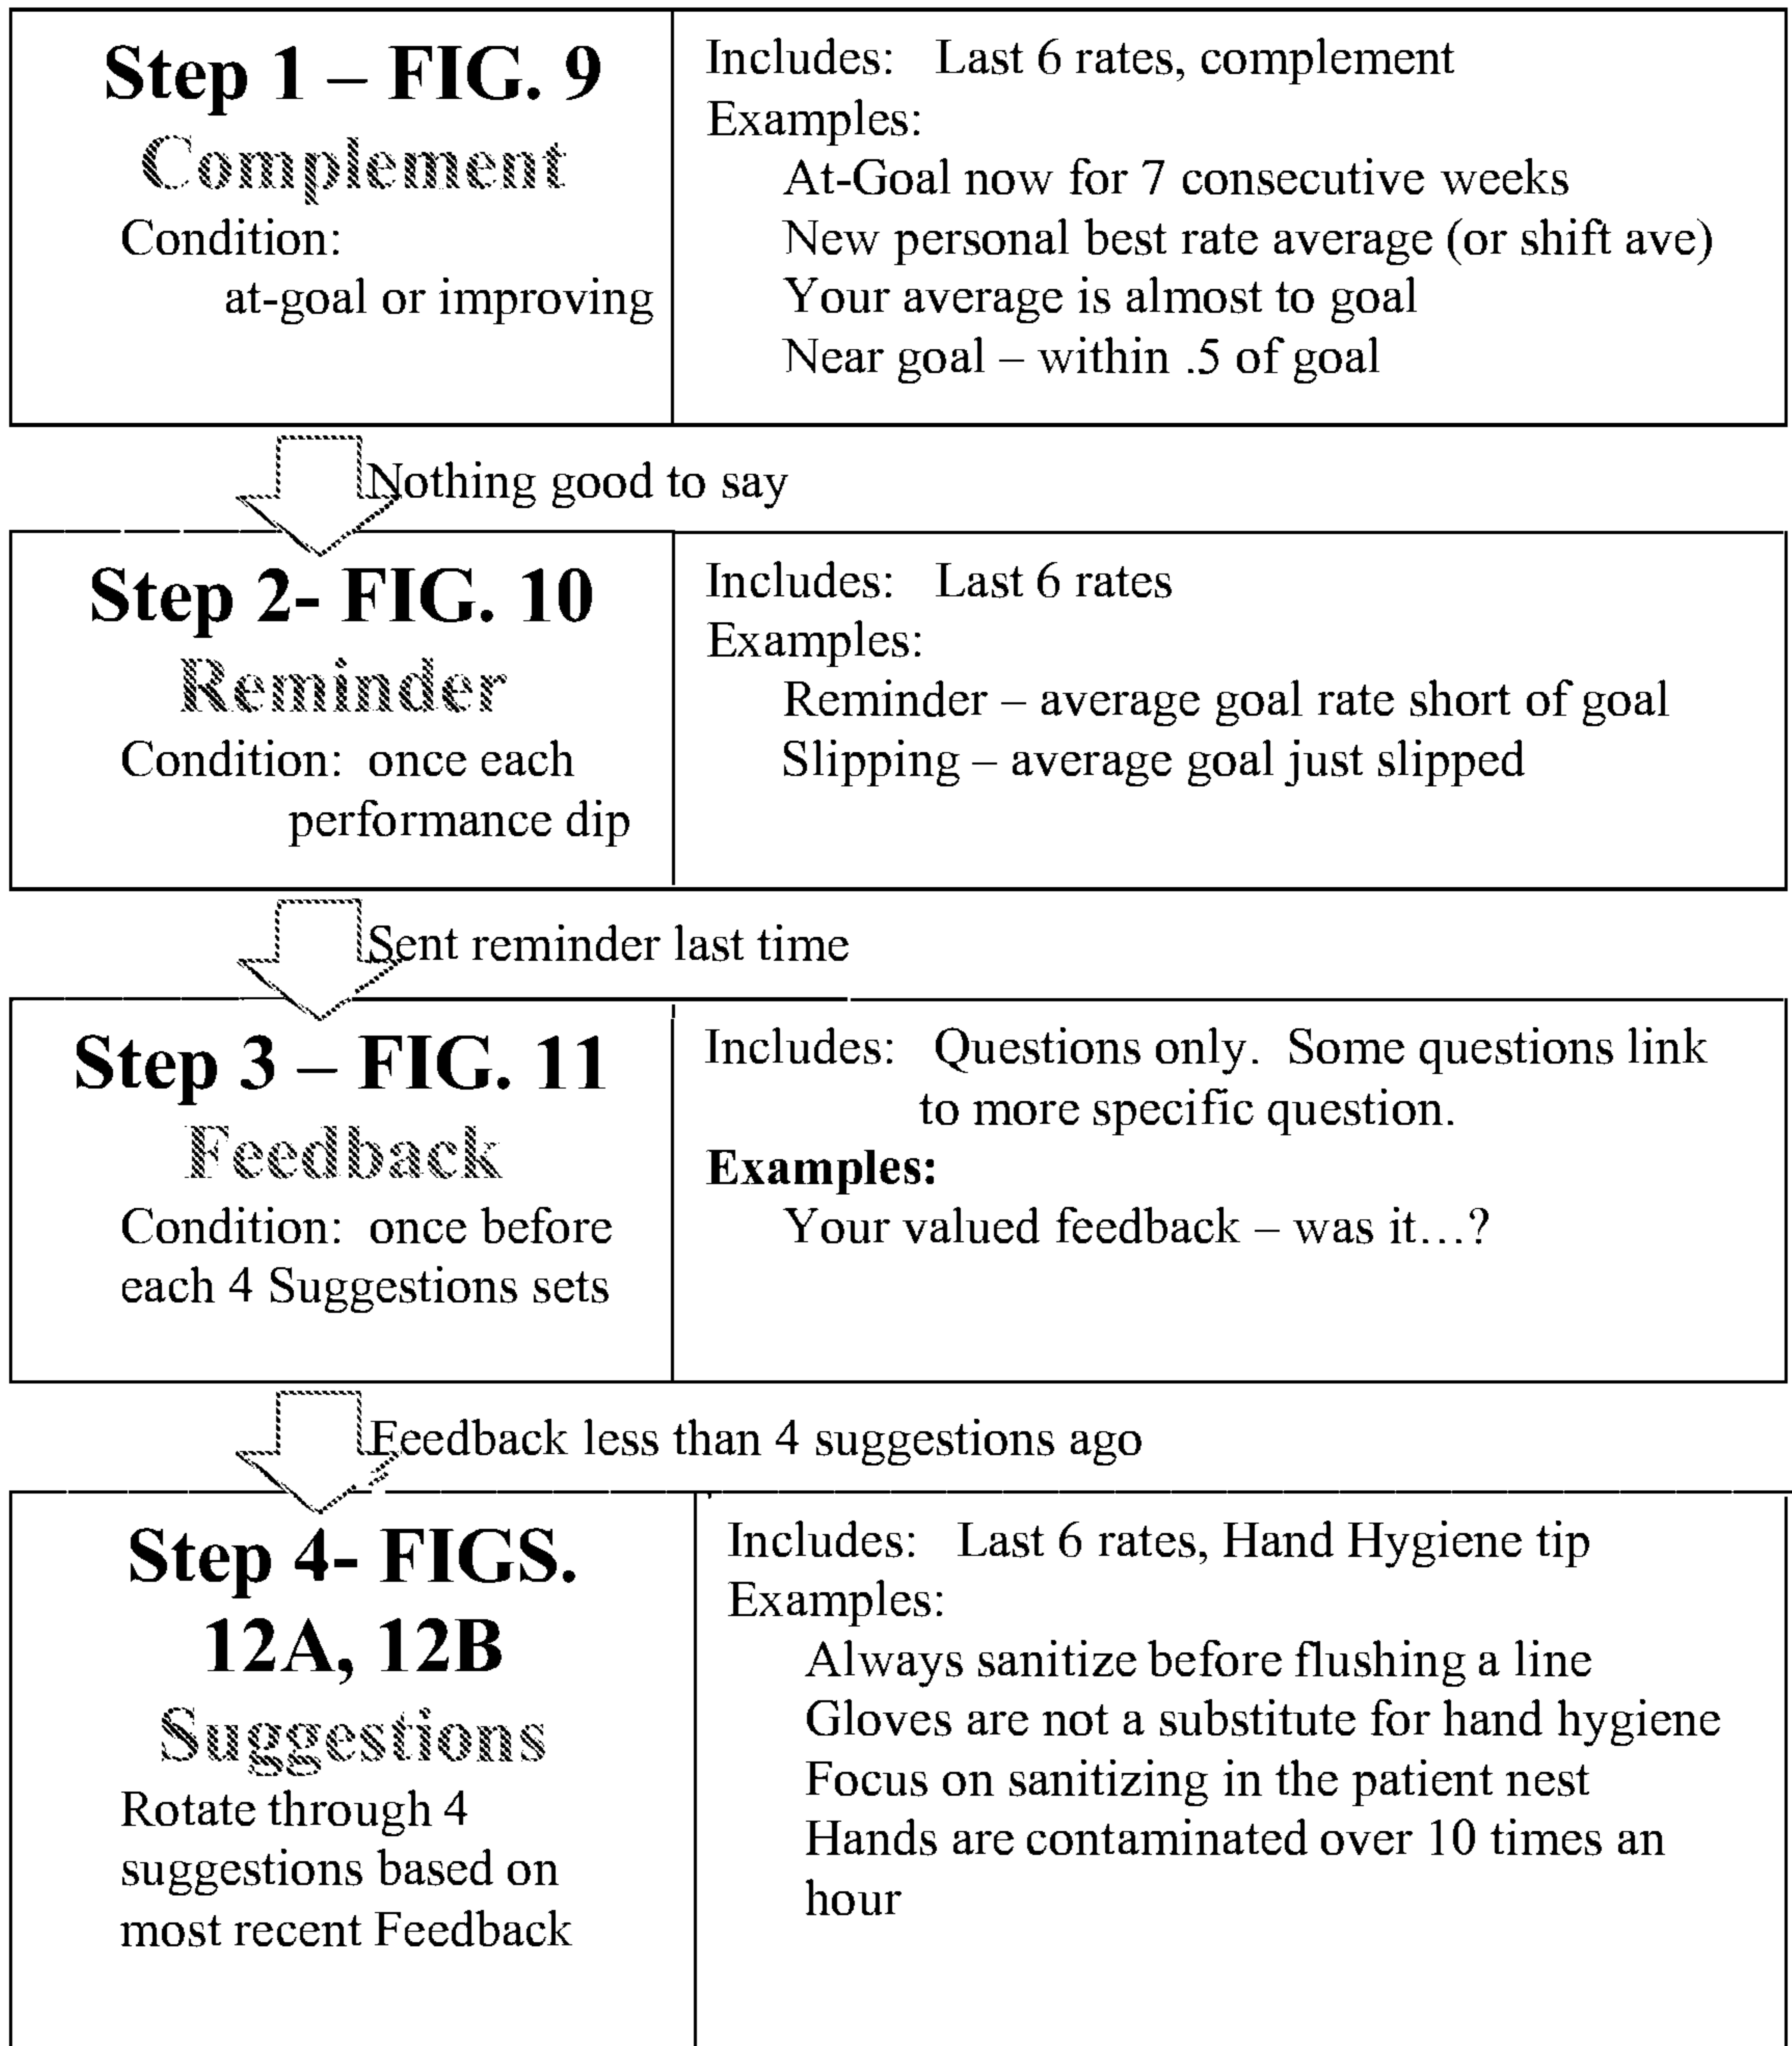 Step 1 – FIG. 9
Complement
Condition:
at-goal or improving
Includes: Last 6 rates, complement
Examples:
At-Goal now for 7 consecutive weeks
New personal best rate average (or shift ave)
Your average is almost to goal
Near goal – within .5 of goal
Nothing good to say
Step 2- FIG. 10
Reminder
Condition: once each
performance dip
Includes: Last 6 rates
Examples:
Reminder – average goal rate short of goal
Slipping – average goal just slipped
Sent reminder last time
Step 3 – FIG. 11
Feedback
Condition: once before
each 4 Suggestions sets
Includes: Questions only. Some questions link
to more specific question.
Examples:
Your valued feedback – was it…?
Feedback less than 4 suggestions ago
Step 4- FIGS.
12A, 12B
Suggestions
Rotate through 4
suggestions based on
most recent Feedback
Includes: Last 6 rates, Hand Hygiene tip
Examples:
Always sanitize before flushing a line
Gloves are not a substitute for hand hygiene
Focus on sanitizing in the patient nest
Hands are contaminated over 10 times an
hour